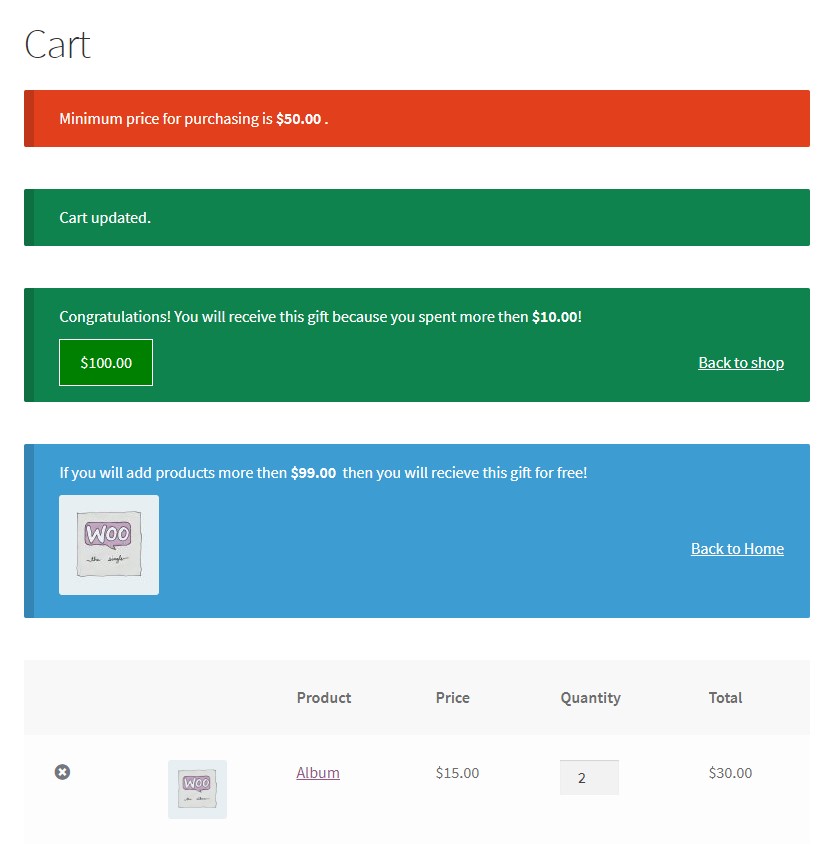 Cart
Minimum price for purchasing is $50.00 .
Cart updated.
Congratulations! You will receive this gift because you spent more then $10.00!
$100.00 Back to shop
If you will add products more then $99.00 then you will recieve this gift for free!
WOO
the single
Back to Home
Product Price Quantity Total
WOO
Album $15.00 2 $30.00